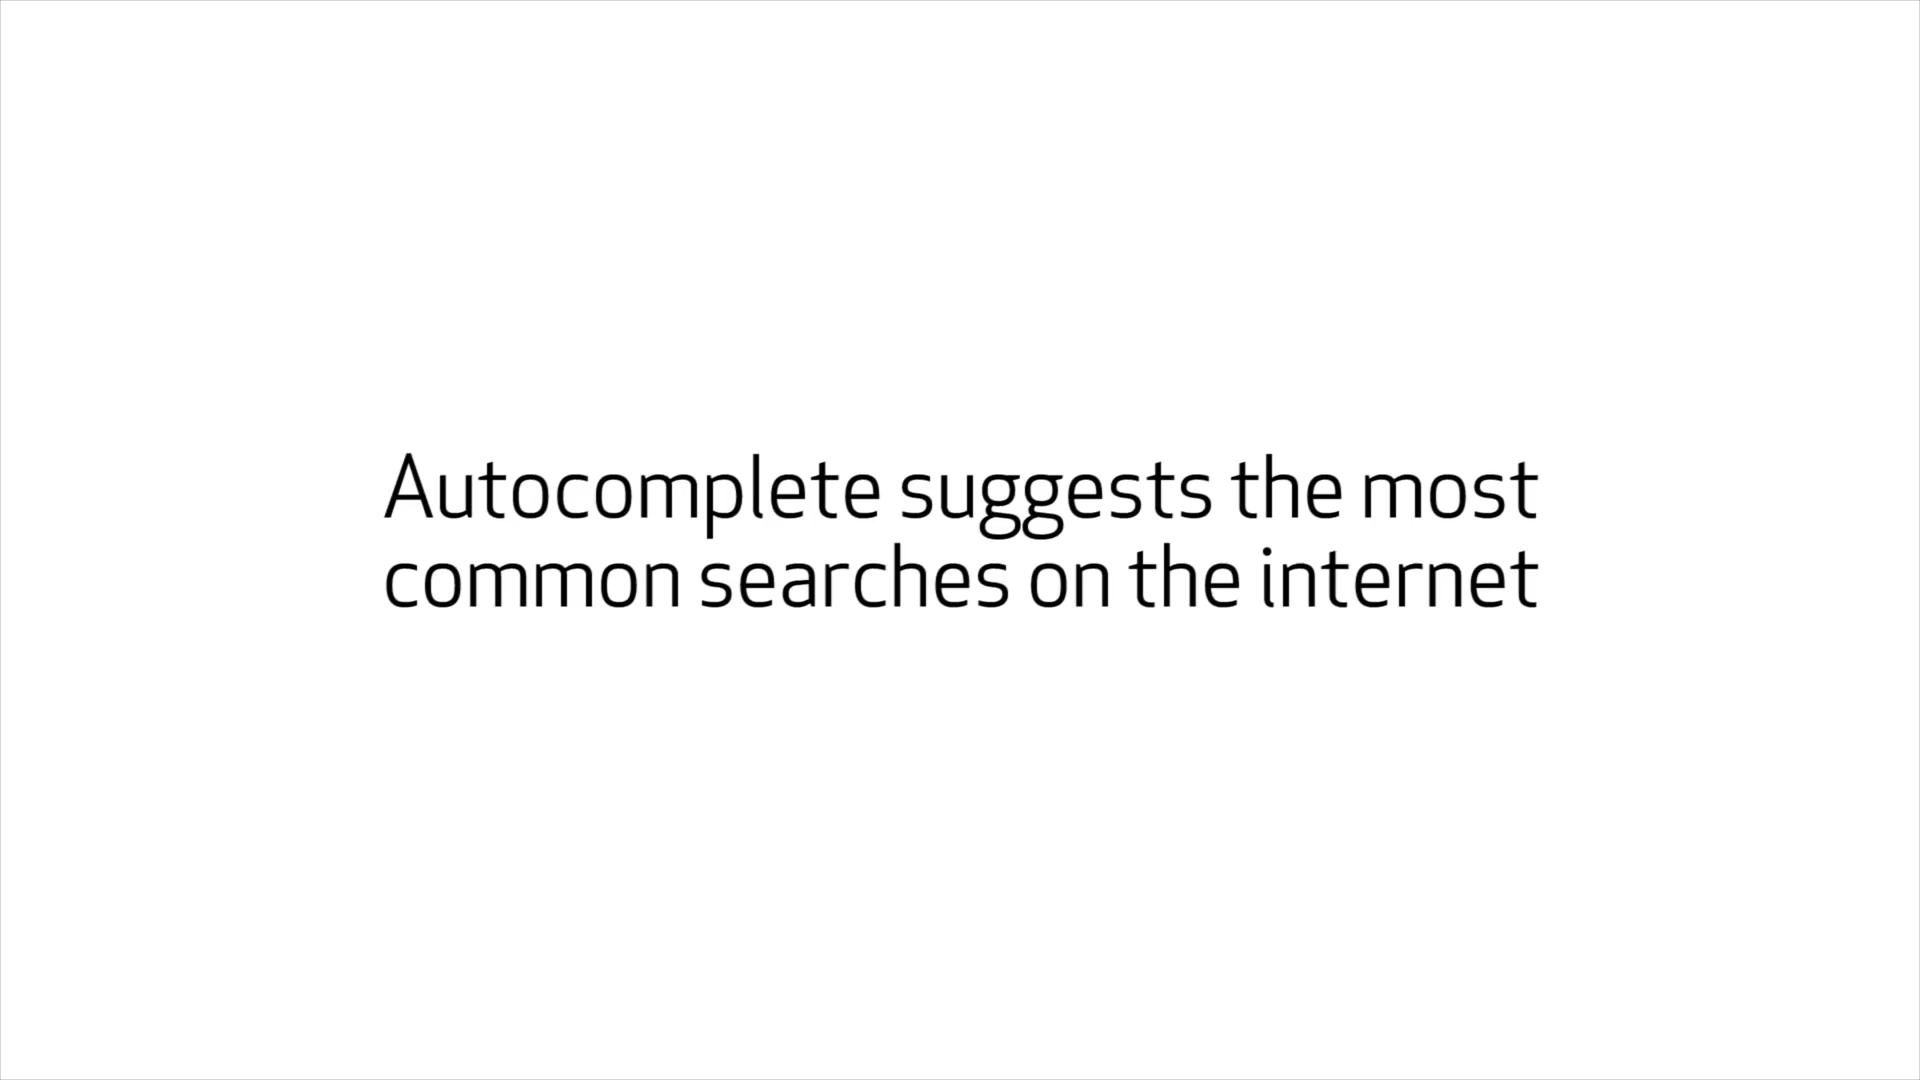 Autocomplete suggests the most
common searches on the internet